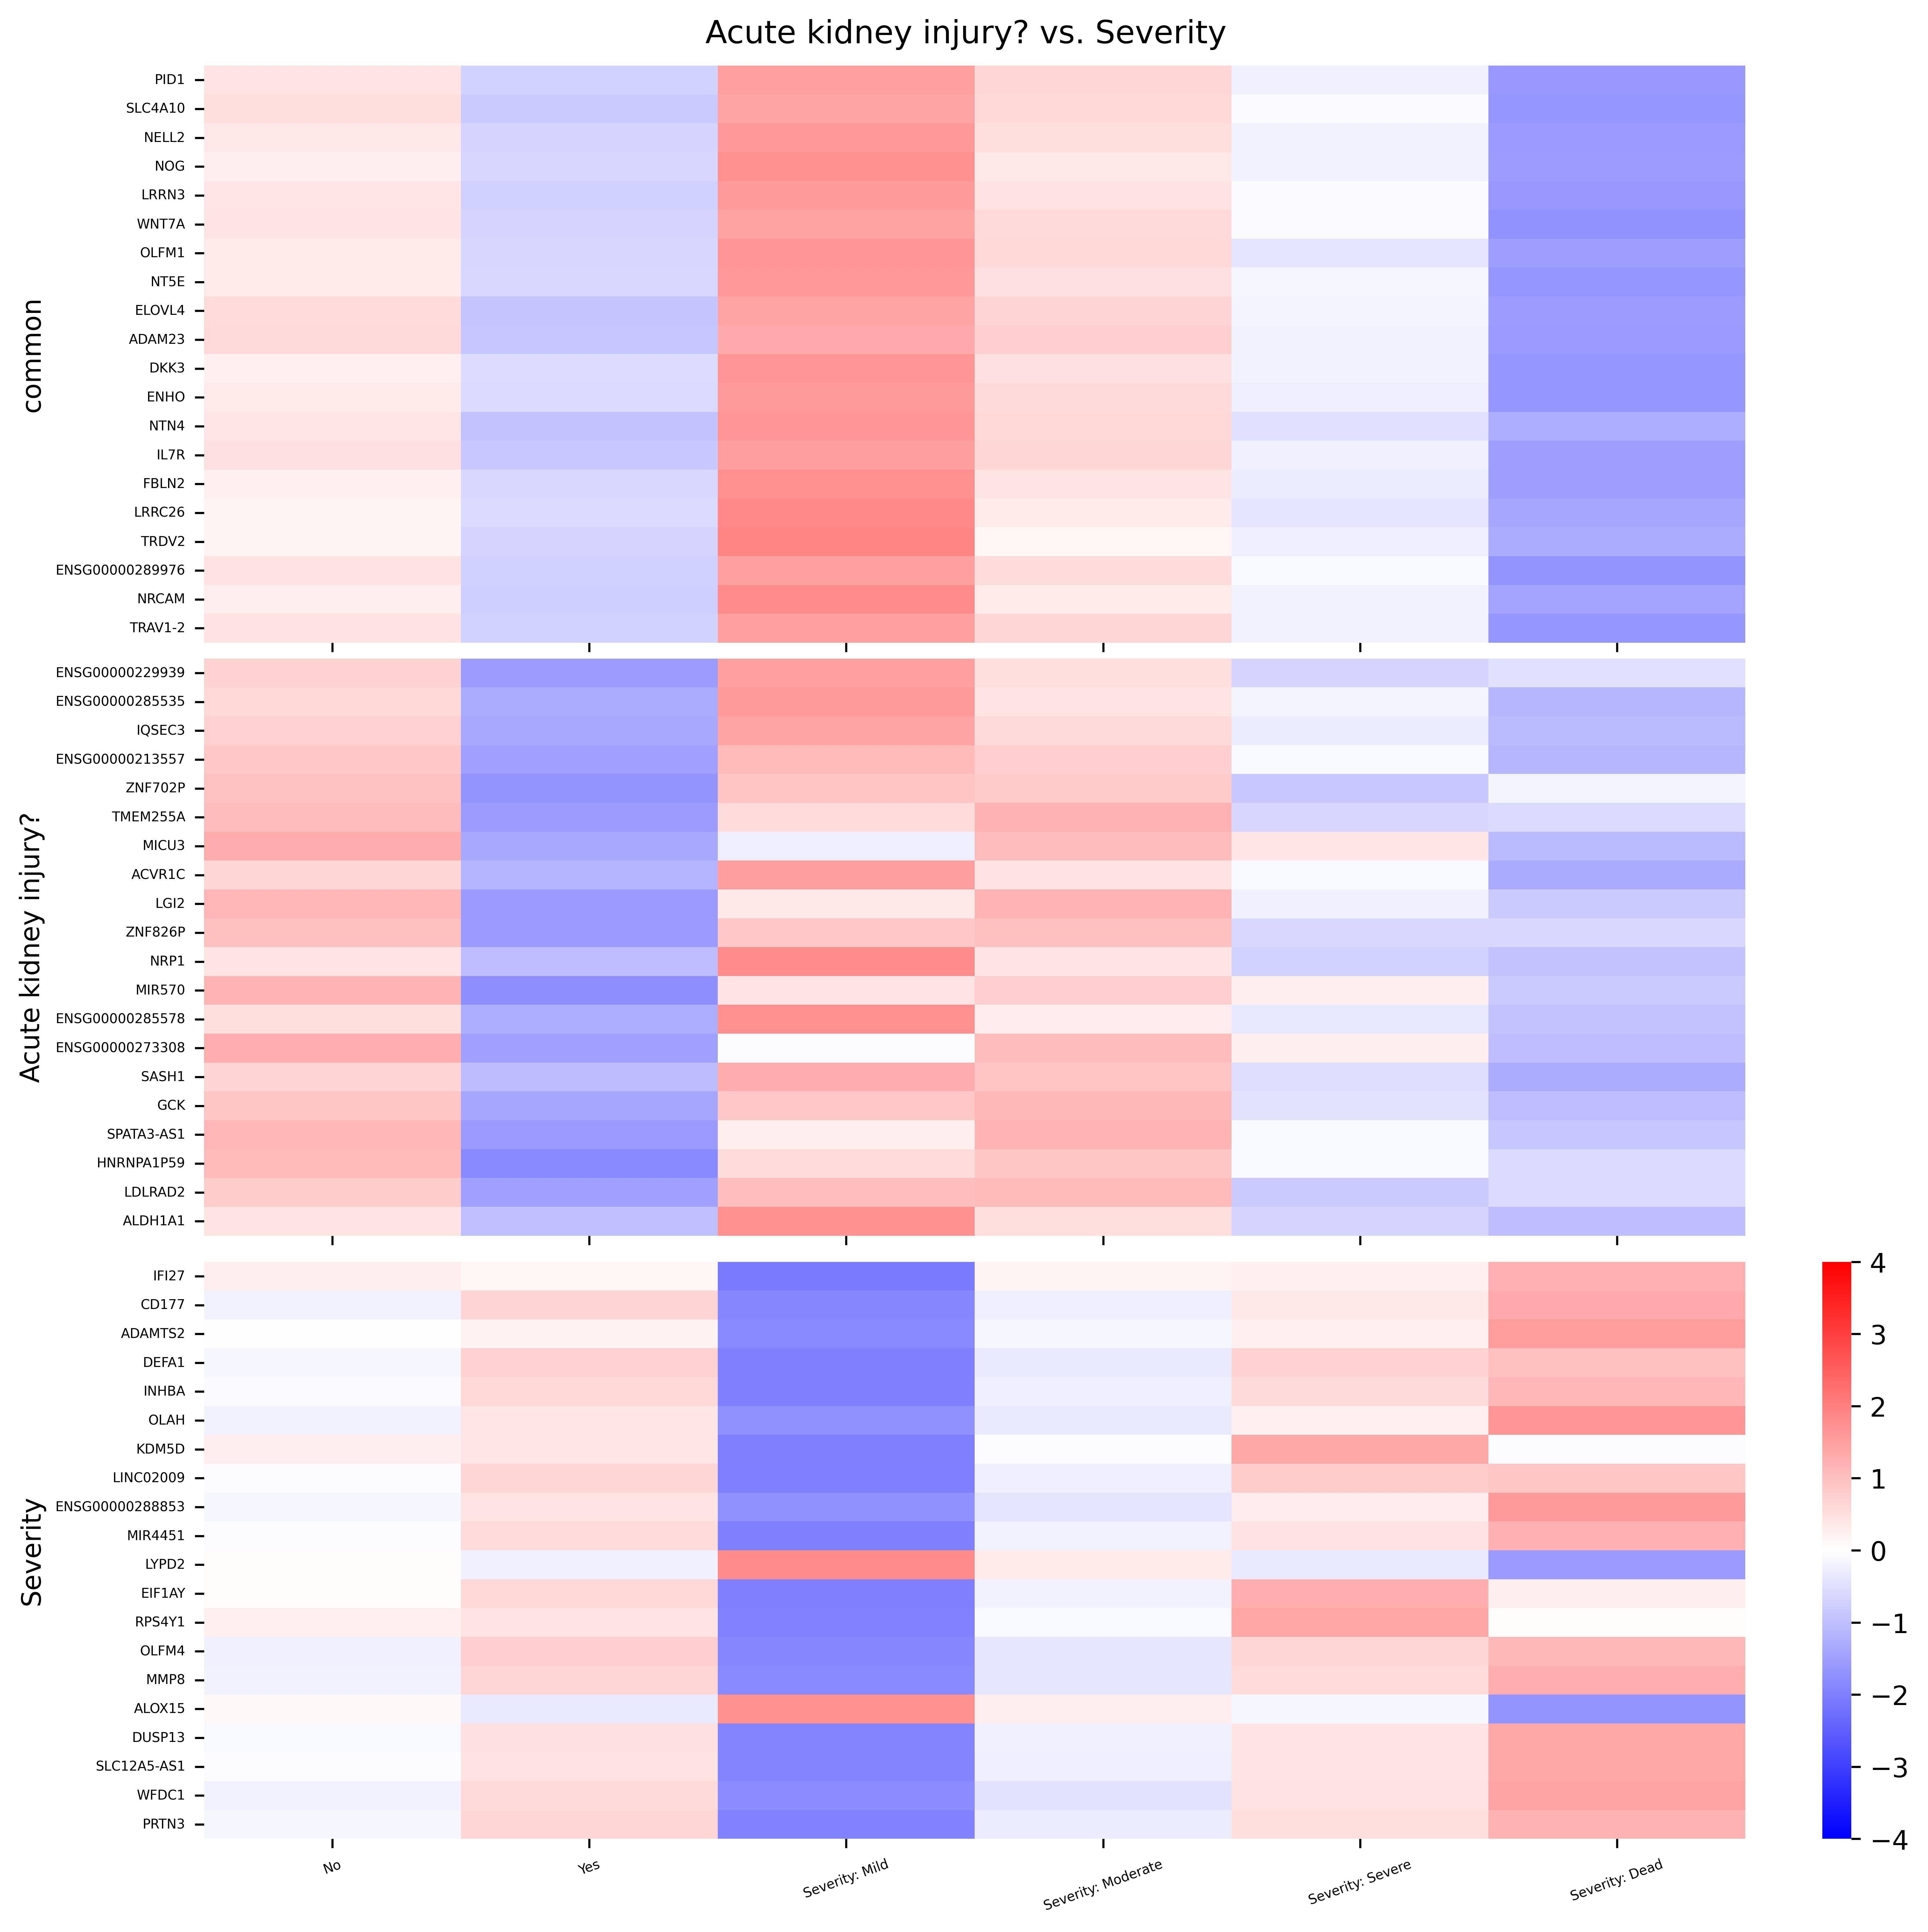 Acute kidney injury? vs. Severity
common
PID1
SLC4A10
NELL2
NOG
LRRN3
WNT7A
OLFM1
NT5E
ELOVL4
ADAM23
DKK3
ENHO
NTN4
IL7R
FBLN2
LRRC26
TRDV2
ENSG00000289976
NRCAM
TRAV1-2
Acute kidney injury?
ENSG00000229939
ENSG00000285535
IQSEC3
ENSG00000213557
ZNF702P
TMEM255A
MICU3
ACVR1C
LGI2
ZNF826P
NRP1
MIR570
ENSG00000285578
ENSG00000273308
SASH1
GCK
SPATA3-AS1
HNRNPA1P59
LDLRAD2
ALDH1A1
Severity
IFI27
CD177
ADAMTS2
DEFA1
INHBA
OLAH
KDM5D
LINC02009
ENSG00000288853
MIR4451
LYPD2
EIF1AY
RPS4Y1
OLFM4
MMP8
ALOX15
DUSP13
SLC12A5-AS1
WFDC1
PRTN3
4
3
2
1
0
−1
−2
−3
−4
No
Yes
Severity: Mild
Severity: Moderate
Severity: Severe
Severity: Dead